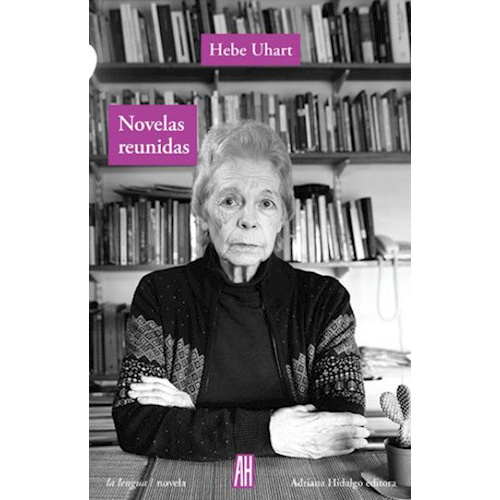 Hebe Uhart
Novelas
reunidas
la lengua / novela
AH
Adriana Hidalgo editora